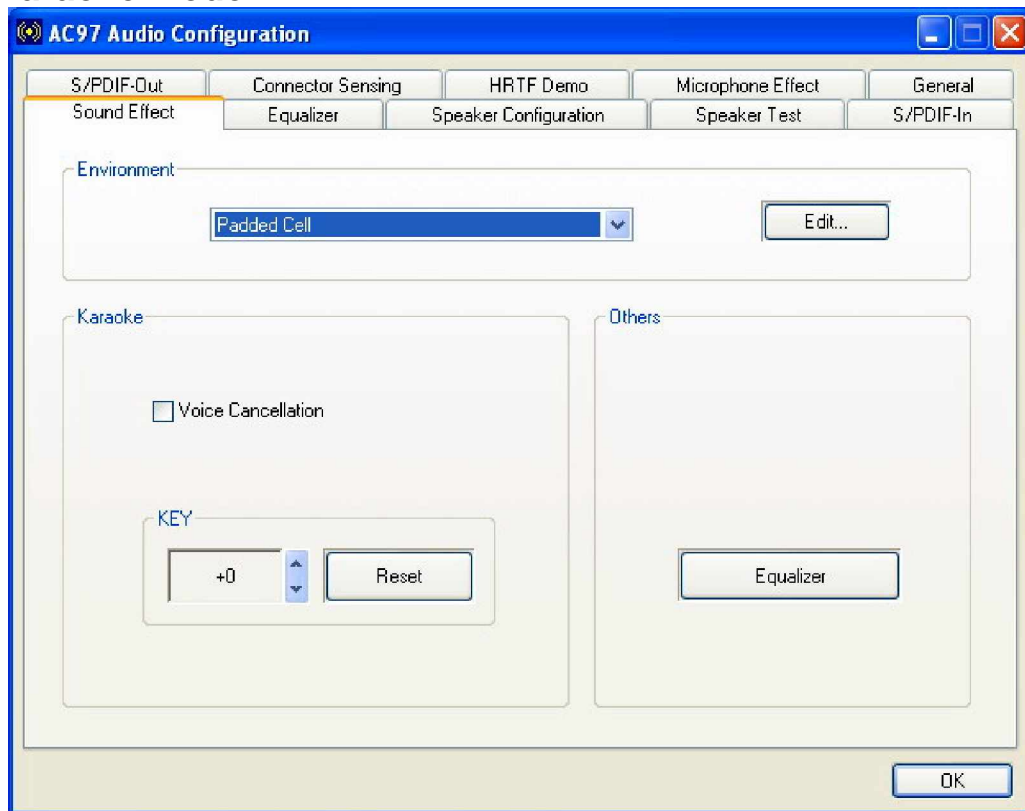 AC97 Audio Configuration
S/PDIF-Out Connector Sensing HRTF Demo Microphone Effect General
Sound Effect Equalizer Speaker Configuration Speaker Test S/PDIF-In
Environment
Padded Cell Edit...
Karaoke Others
Voice Cancellation
KEY
+0 Reset Equalizer
OK